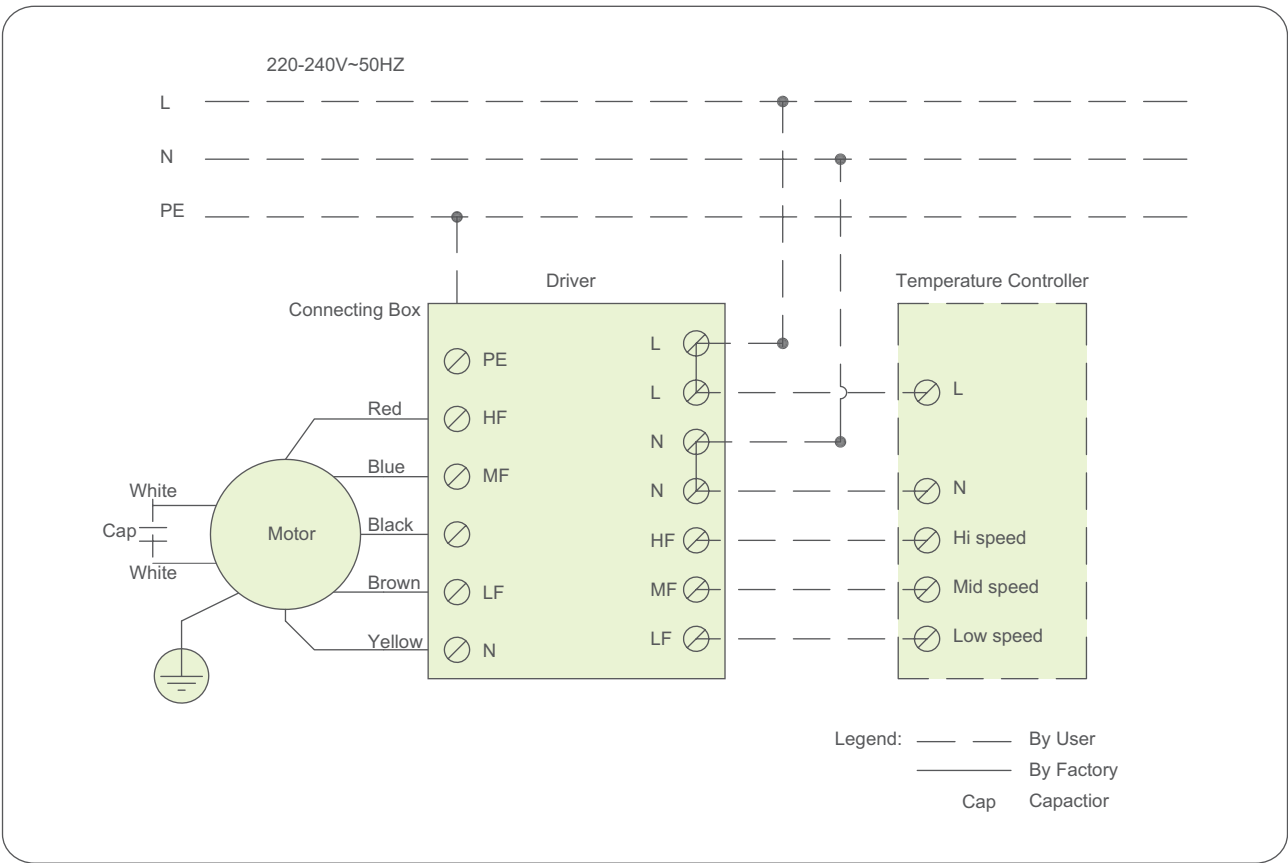 220-240V~50HZ
L
N
PE
Driver
Temperature Controller
Connecting Box
PE
HF
MF
LF
N
Red
Blue
Black
Brown
Yellow
White
Cap
White
Motor
L
L
N
N
HF
MF
LF
L
N
Hi speed
Mid speed
Low speed
Legend:
By User
By Factory
Cap Capactior